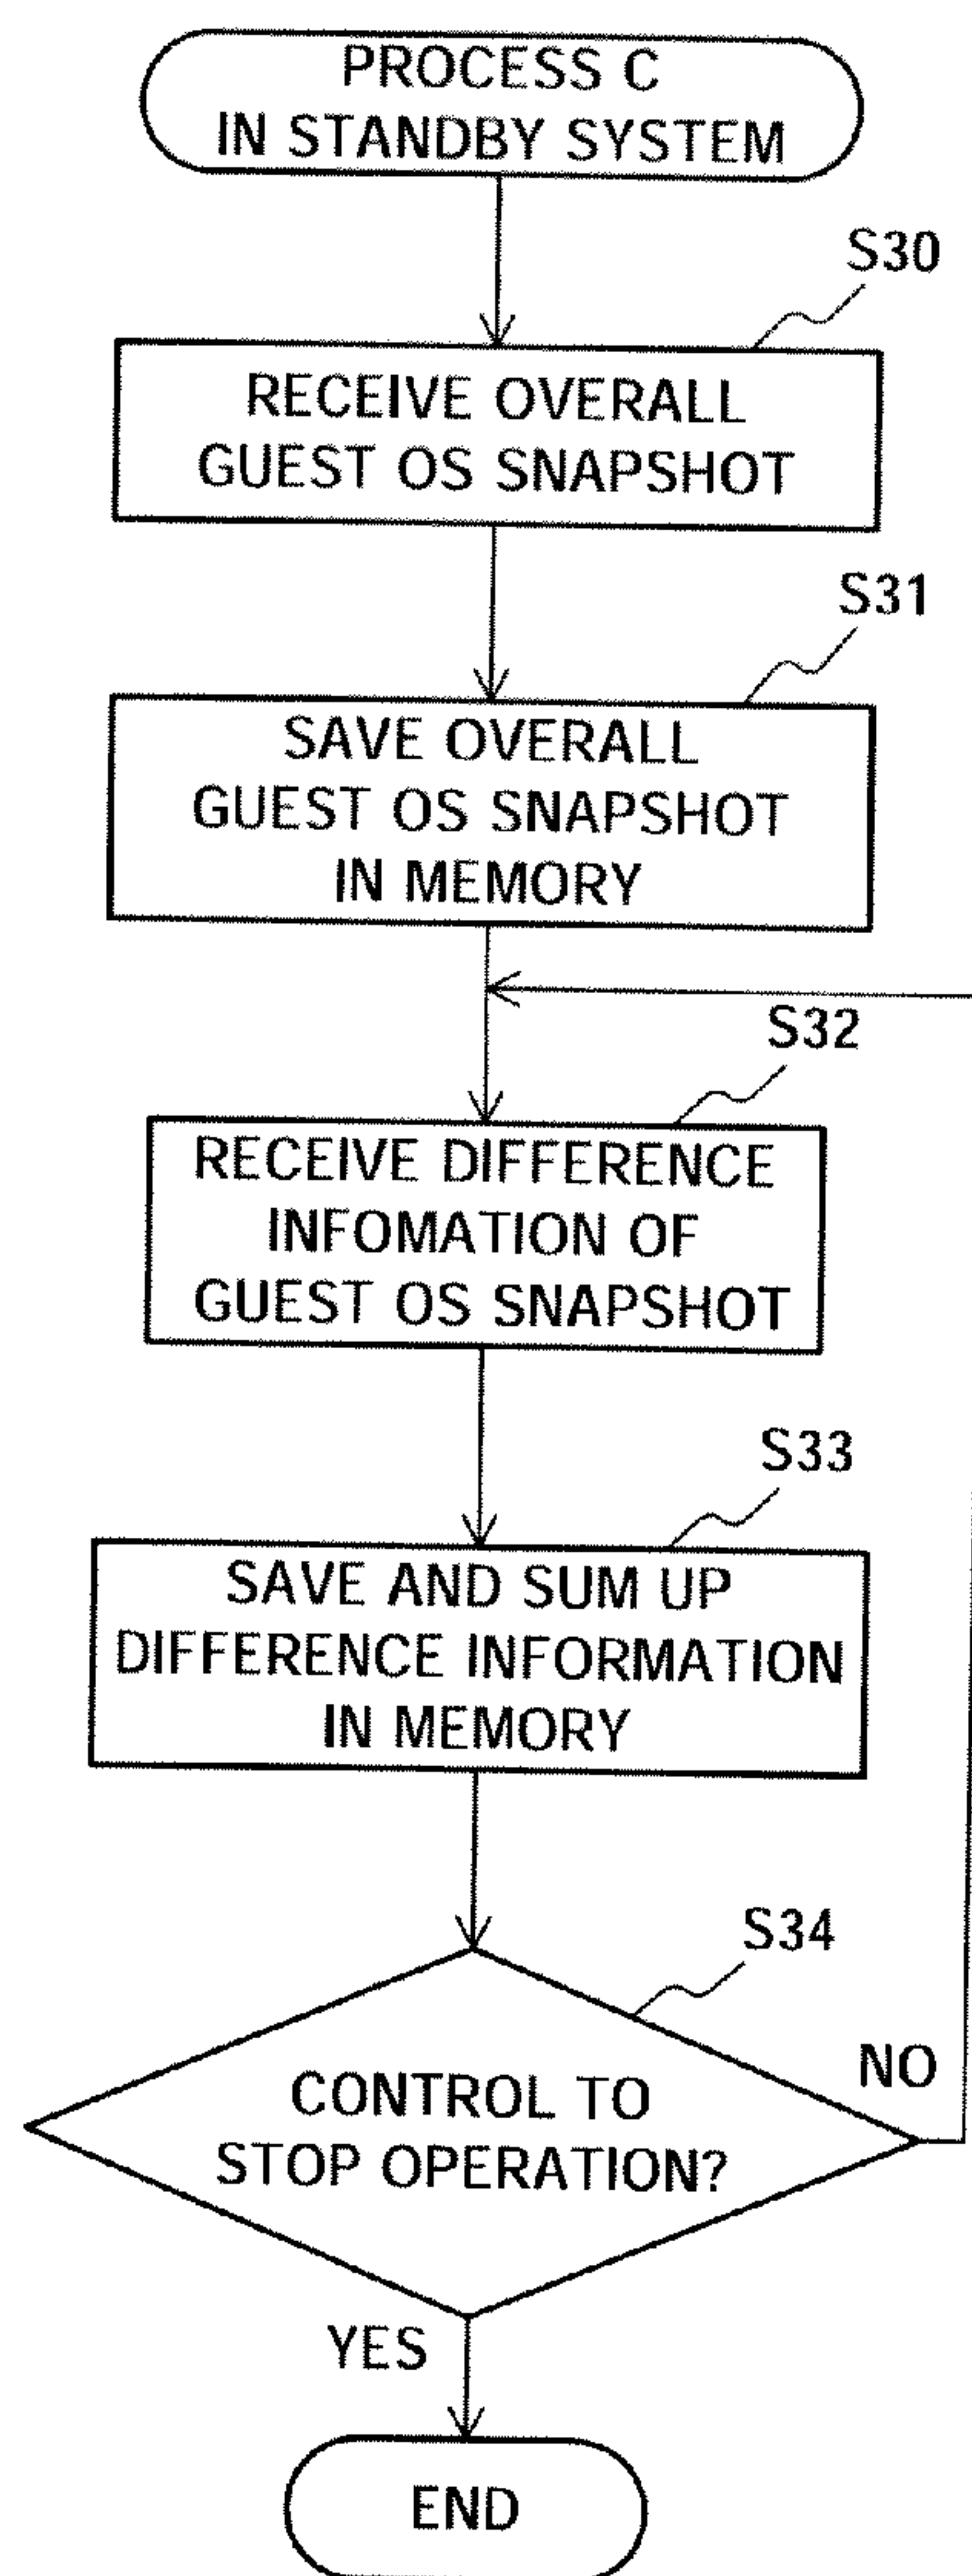 PROCESS C
IN STANDBY SYSTEM
S30
RECEIVE OVERALL
GUEST OS SNAPSHOT
S31
SAVE OVERALL
GUEST OS SNAPSHOT
IN MEMORY
S32
RECEIVE DIFFERENCE
INFOMATION OF
GUEST OS SNAPSHOT
S33
SAVE AND SUM UP
DIFFERENCE INFORMATION
IN MEMORY
S34
CONTROL TO
STOP OPERATION?
NO
YES
END